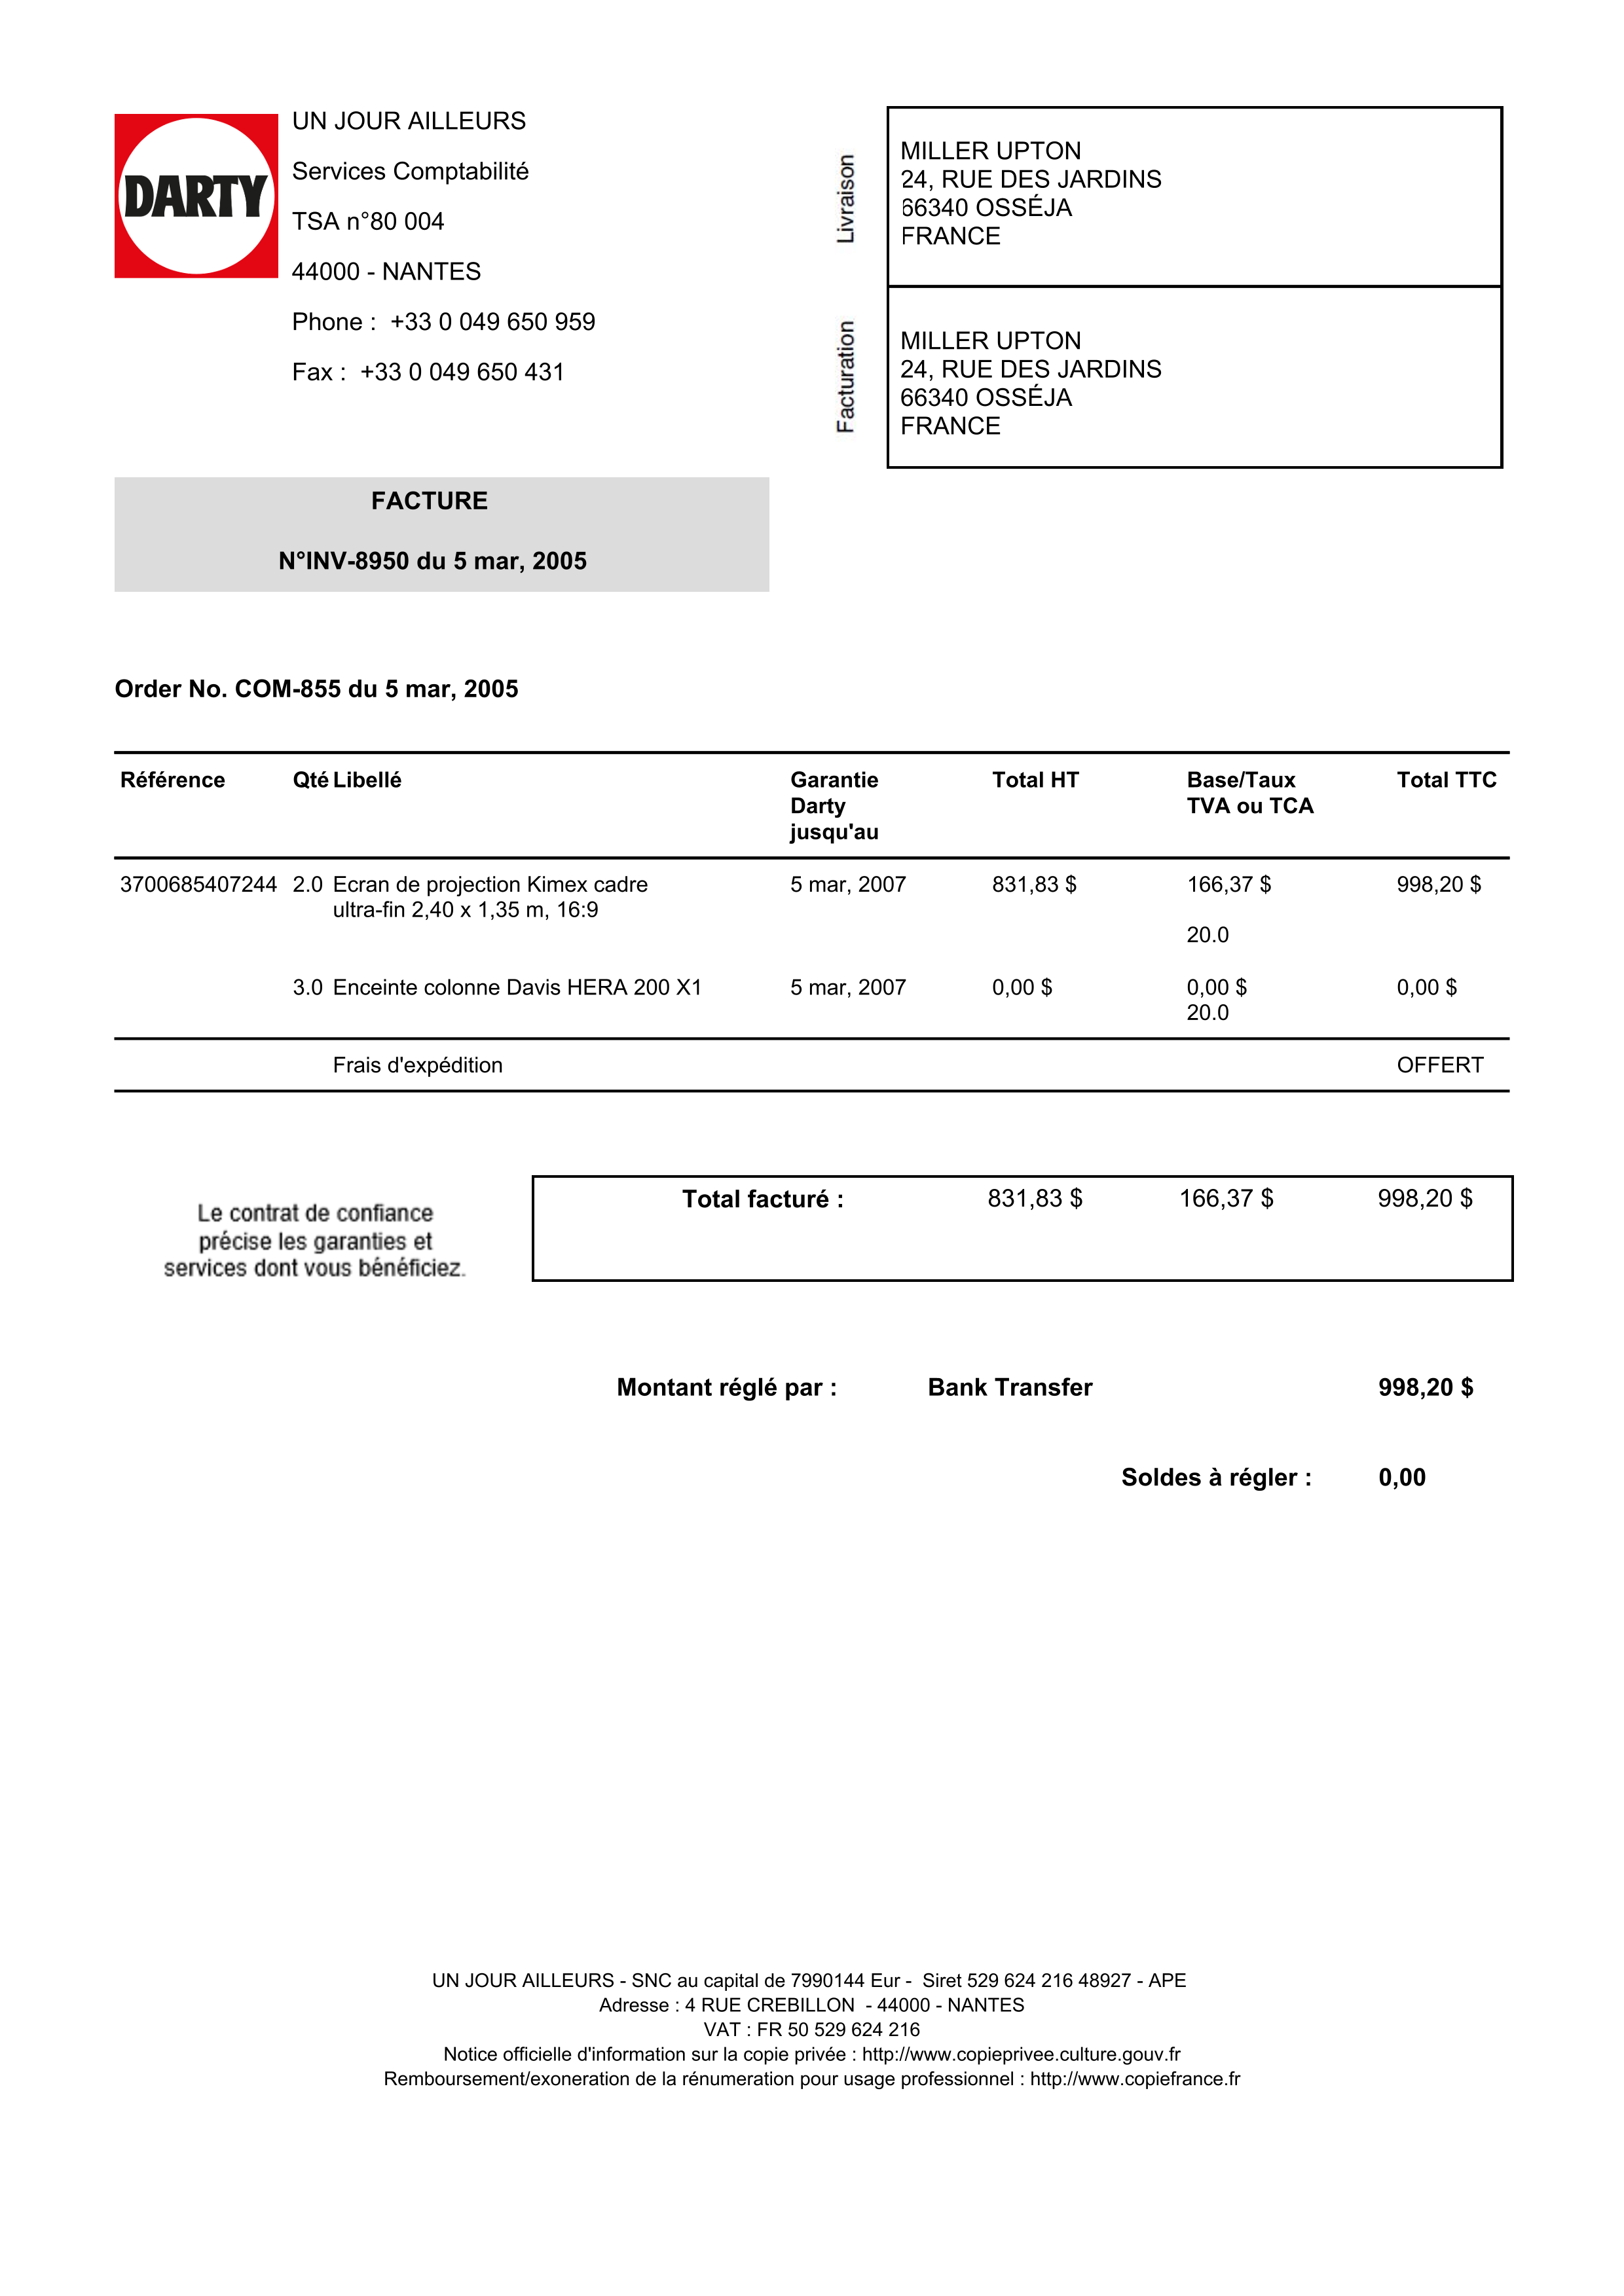 DARTY
UN JOUR AILLEURS
Services Comptabilité
TSA n°80 004
44000 - NANTES
Phone : +33 0 049 650 959
Fax : +33 0 049 650 431
Livraison
MILLER UPTON
24, RUE DES JARDINS
66340 OSSÉJA
FRANCE
Facturation
MILLER UPTON
24, RUE DES JARDINS
66340 OSSÉJA
FRANCE
FACTURE
N°INV-8950 du 5 mar, 2005
Order No. COM-855 du 5 mar, 2005
Référence Qté Libellé Garantie Total HT Base/Taux Total TTC
Darty TVA ou TCA
jusqu'au
3700685407244 2.0 Ecran de projection Kimex cadre 5 mar, 2007 831,83 $ 166,37 $ 998,20 $
ultra-fin 2,40 x 1,35 m, 16:9
20.0
3.0 Enceinte colonne Davis HERA 200 X1 5 mar, 2007 0,00 $ 0,00 $ 0,00 $
20.0
Frais d'expédition OFFERT
Le contrat de confiance
précise les garanties et
services dont vous bénéficiez.
Total facturé : 831,83 $ 166,37 $ 998,20 $
Montant réglé par : Bank Transfer 998,20 $
Soldes à régler : 0,00
UN JOUR AILLEURS - SNC au capital de 7990144 Eur - Siret 529 624 216 48927 - APE
Adresse : 4 RUE CREBILLON - 44000 - NANTES
VAT : FR 50 529 624 216
Notice officielle d'information sur la copie privée : http://www.copieprivee.culture.gouv.fr
Remboursement/exoneration de la rénumeration pour usage professionnel : http://www.copiefrance.fr